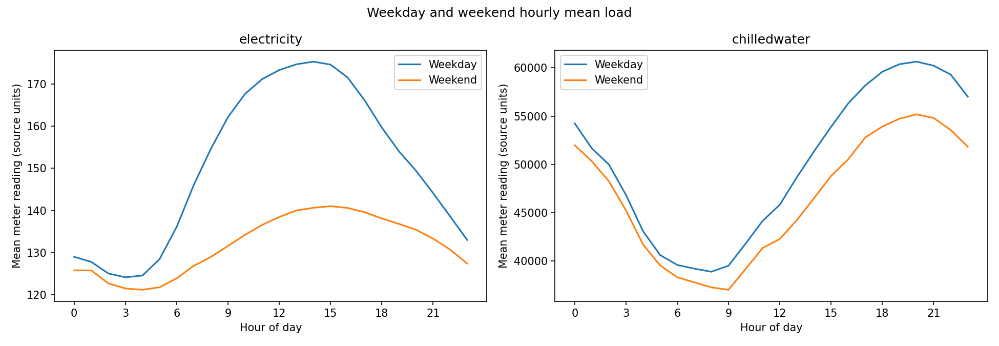 Weekday and weekend hourly mean load
electricity
Mean meter reading (source units)
170
160
150
140
130
120
Weekday
Weekend
0 3 6 9 12 15 18 21
Hour of day
chilledwater
Mean meter reading (source units)
60000
55000
50000
45000
40000
Weekday
Weekend
0 3 6 9 12 15 18 21
Hour of day